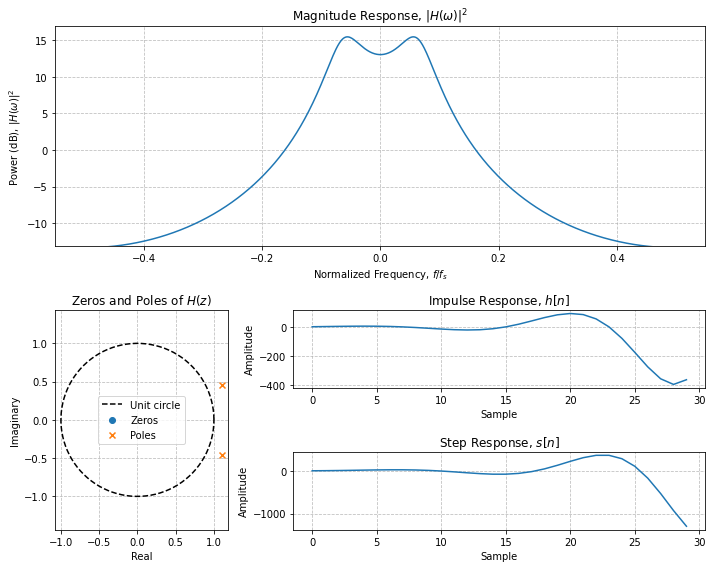 Magnitude Response, |H(ω)|²
15
10
5
0
−5
−10
Power (dB), |H(ω)|²
−0.4
−0.2
0.0
0.2
0.4
Normalized Frequency, f/fₛ
Zeros and Poles of H(z)
1.0
0.5
0.0
−0.5
−1.0
Imaginary
Unit circle
Zeros
Poles
−1.0
−0.5
0.0
0.5
1.0
Real
Impulse Response, h[n]
0
−200
−400
Amplitude
0
5
10
15
20
25
30
Sample
Step Response, s[n]
0
−1000
Amplitude
0
5
10
15
20
25
30
Sample